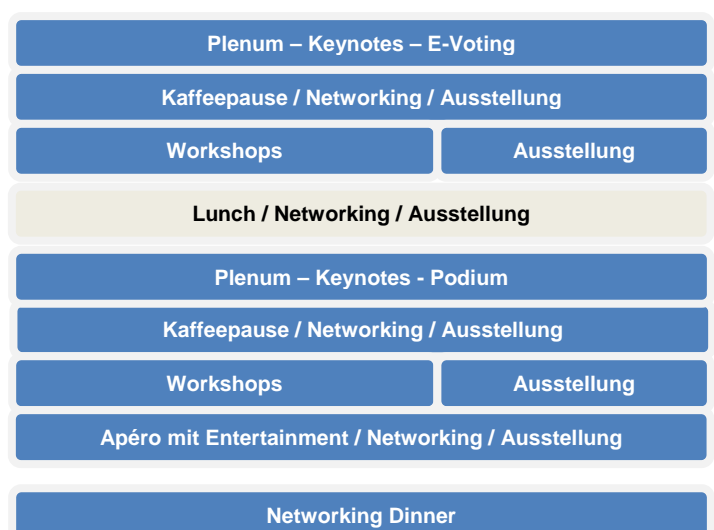 Plenum – Keynotes – E-Voting
Kaffeepause / Networking / Ausstellung
Workshops
Ausstellung
Lunch / Networking / Ausstellung
Plenum – Keynotes - Podium
Kaffeepause / Networking / Ausstellung
Workshops
Ausstellung
Apéro mit Entertainment / Networking / Ausstellung
Networking Dinner